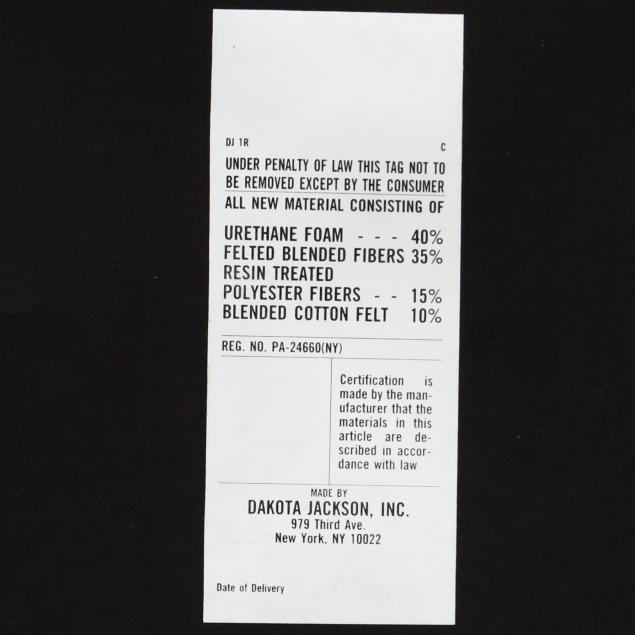 DJ 1R C
UNDER PENALTY OF LAW THIS TAG NOT TO
BE REMOVED EXCEPT BY THE CONSUMER
ALL NEW MATERIAL CONSISTING OF
URETHANE FOAM - - - 40%
FELTED BLENDED FIBERS 35%
RESIN TREATED
POLYESTER FIBERS - - 15%
BLENDED COTTON FELT 10%
REG. NO. PA-24660(NY)
Certification is
made by the man-
ufacturer that the
materials in this
article are de-
scribed in accor-
dance with law
MADE BY
DAKOTA JACKSON, INC.
979 Third Ave.
New York, NY 10022
Date of Delivery